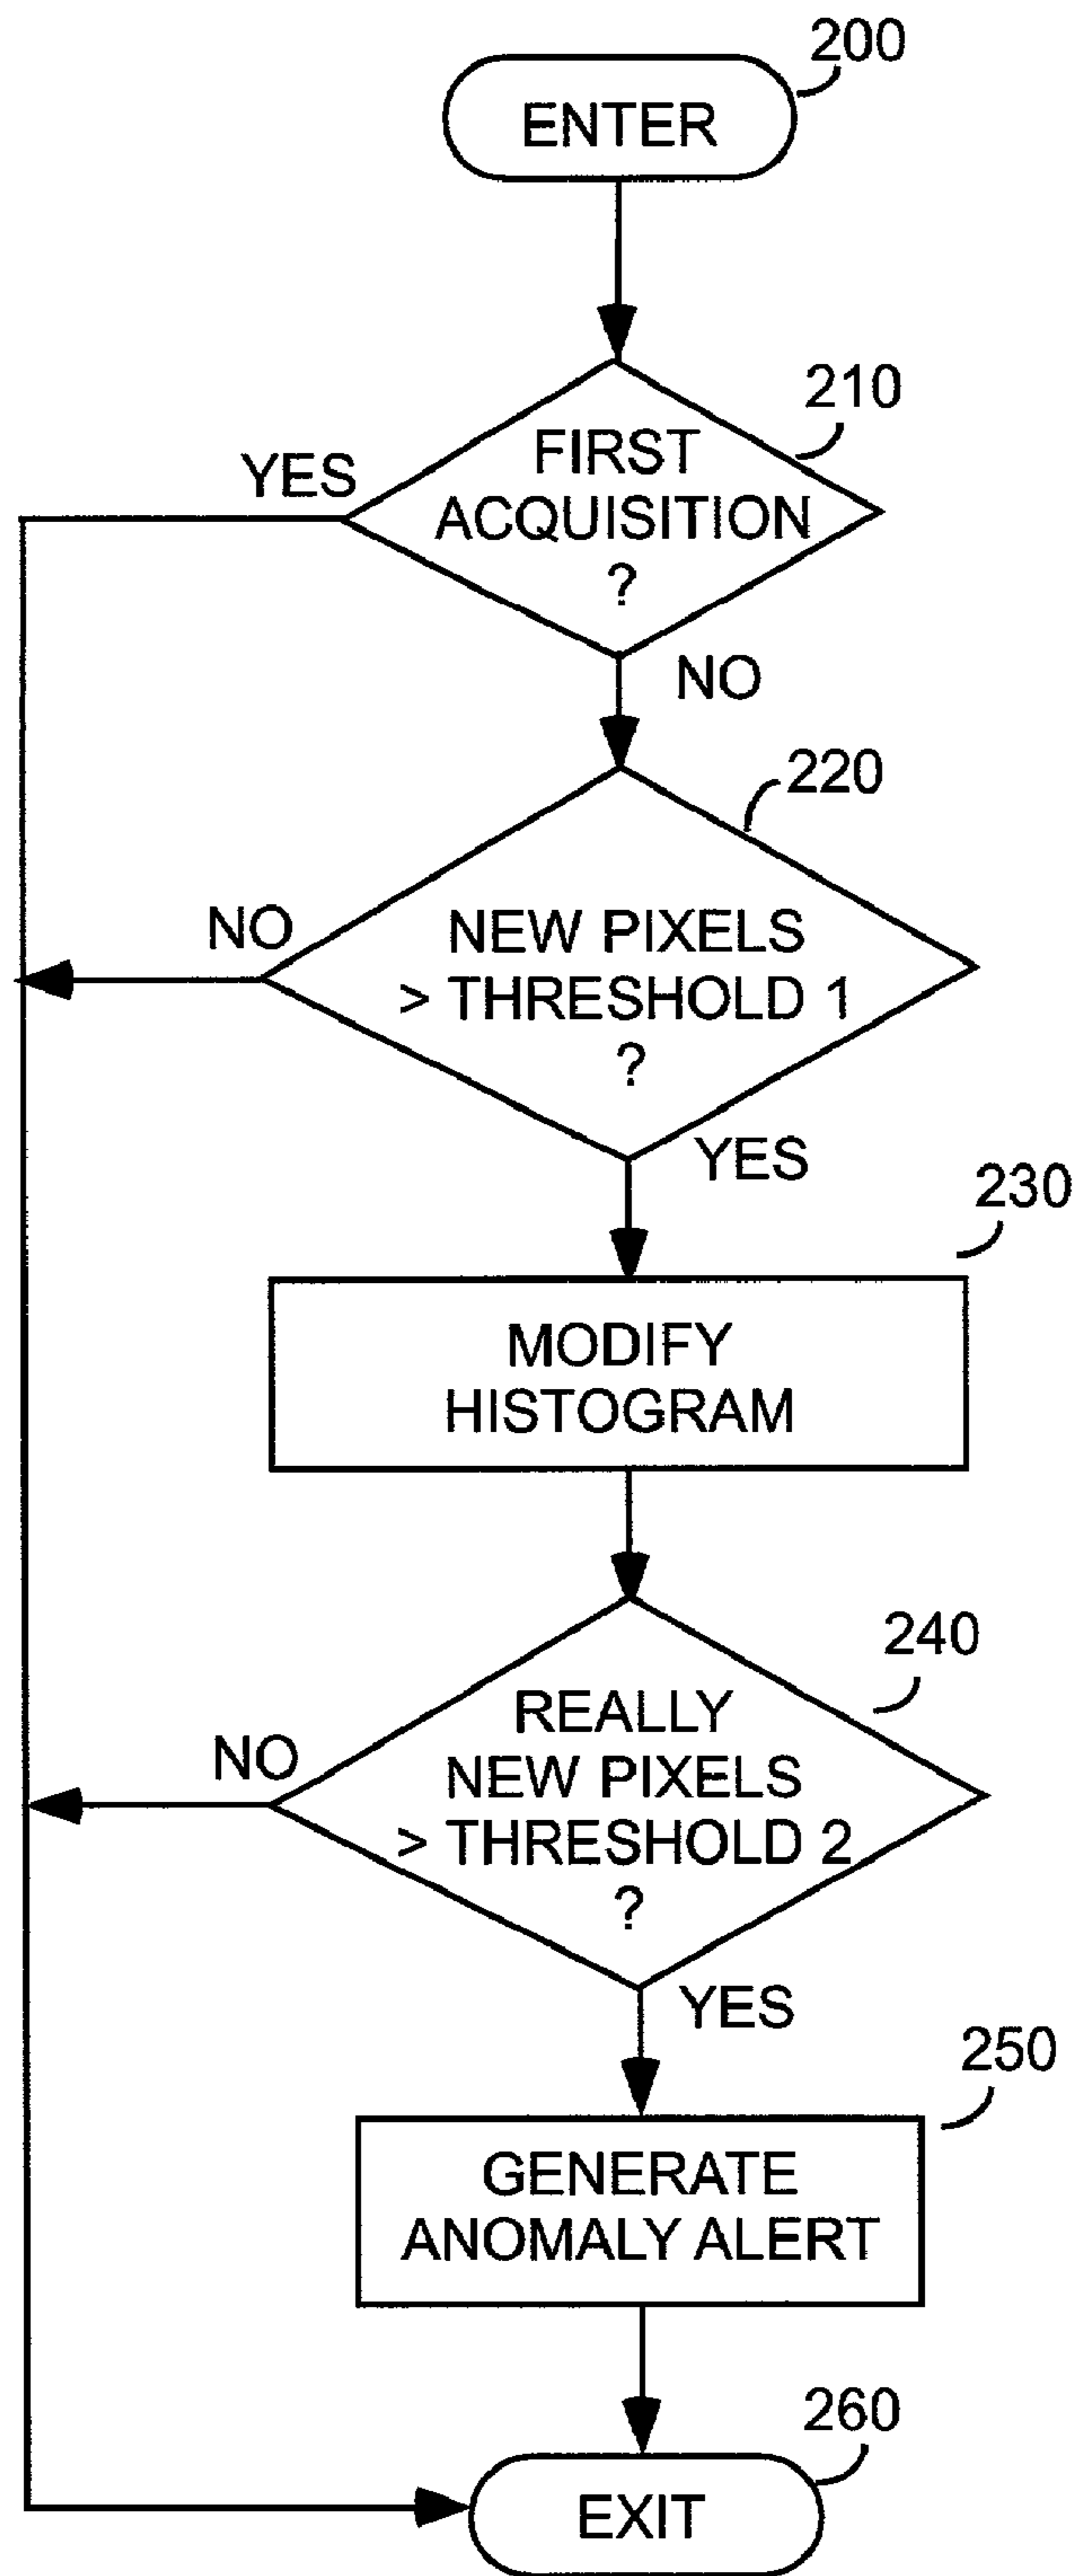 200
ENTER
210
FIRST
ACQUISITION
?
YES
NO
220
NEW PIXELS
> THRESHOLD 1
?
NO
YES
230
MODIFY
HISTOGRAM
240
REALLY
NEW PIXELS
> THRESHOLD 2
?
NO
YES
250
GENERATE
ANOMALY ALERT
260
EXIT